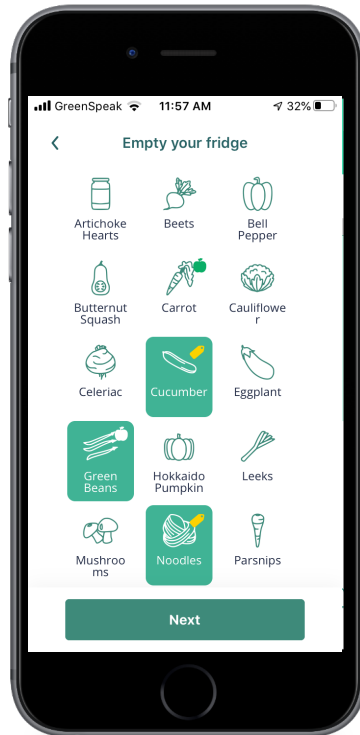 GreenSpeak 11:57 AM 32%
Empty your fridge
Artichoke
Hearts
Beets
Bell
Pepper
Butternut
Squash
Carrot
Cauliflowe
r
Celeriac
Cucumber
Eggplant
Green
Beans
Hokkaido
Pumpkin
Leeks
Mushroo
ms
Noodles
Parsnips
Next